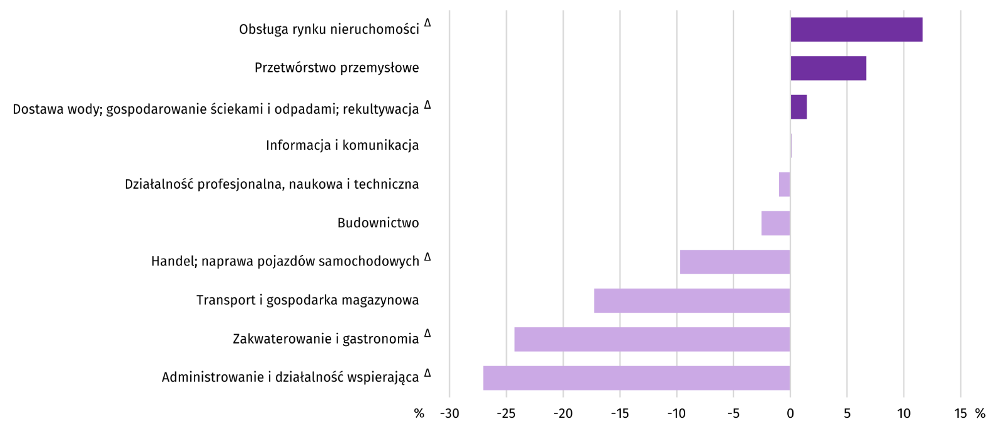 Obsługa rynku nieruchomości Δ
Przetwórstwo przemysłowe
Dostawa wody; gospodarowanie ściekami i odpadami; rekultywacja Δ
Informacja i komunikacja
Działalność profesjonalna, naukowa i techniczna
Budownictwo
Handel; naprawa pojazdów samochodowych Δ
Transport i gospodarka magazynowa
Zakwaterowanie i gastronomia Δ
Administrowanie i działalność wspierająca Δ
% -30 -25 -20 -15 -10 -5 0 5 10 15 %